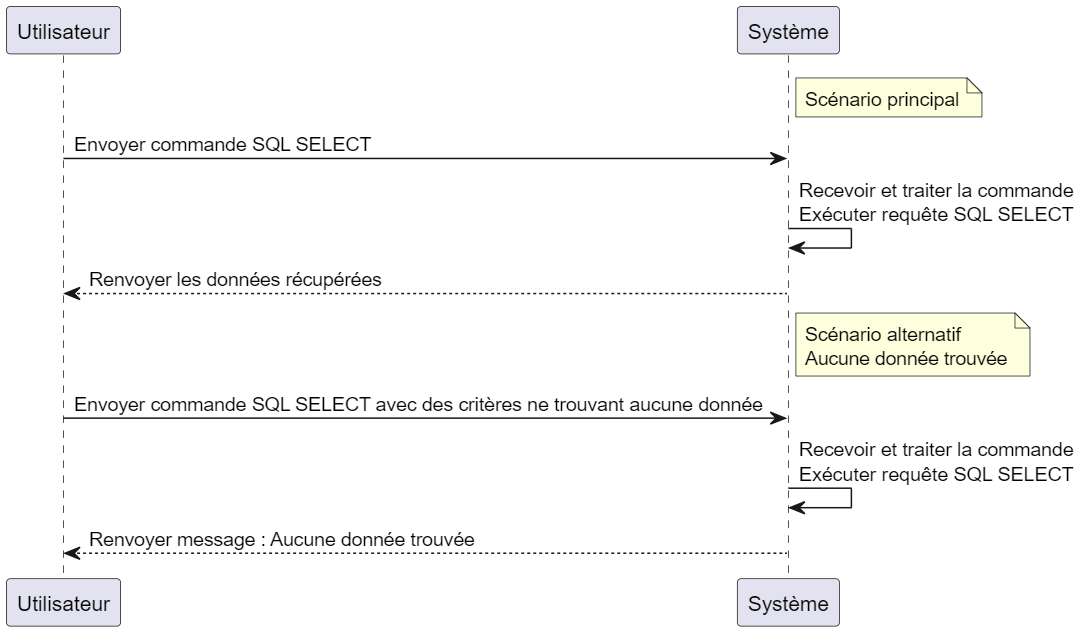 Utilisateur
Système
Scénario principal
Envoyer commande SQL SELECT
Recevoir et traiter la commande
Exécuter requête SQL SELECT
Renvoyer les données récupérées
Scénario alternatif
Aucune donnée trouvée
Envoyer commande SQL SELECT avec des critères ne trouvant aucune donnée
Recevoir et traiter la commande
Exécuter requête SQL SELECT
Renvoyer message : Aucune donnée trouvée
Utilisateur
Système